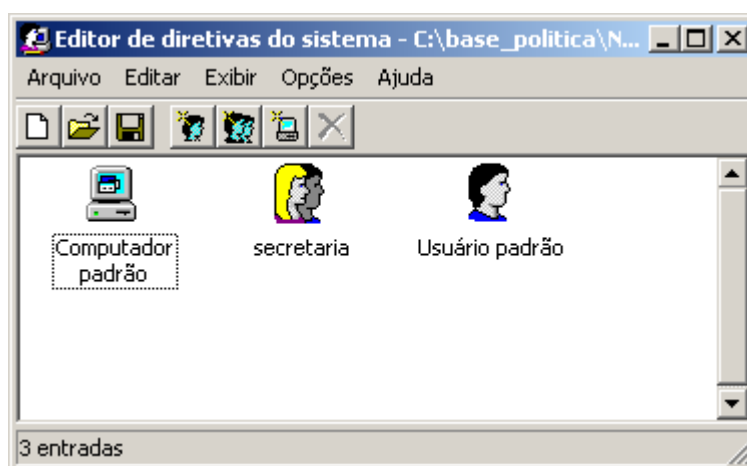 Editor de diretivas do sistema - C:\base_politica\N...
Arquivo Editar Exibir Opções Ajuda
Computador secretaria Usuário padrão
padrão
3 entradas